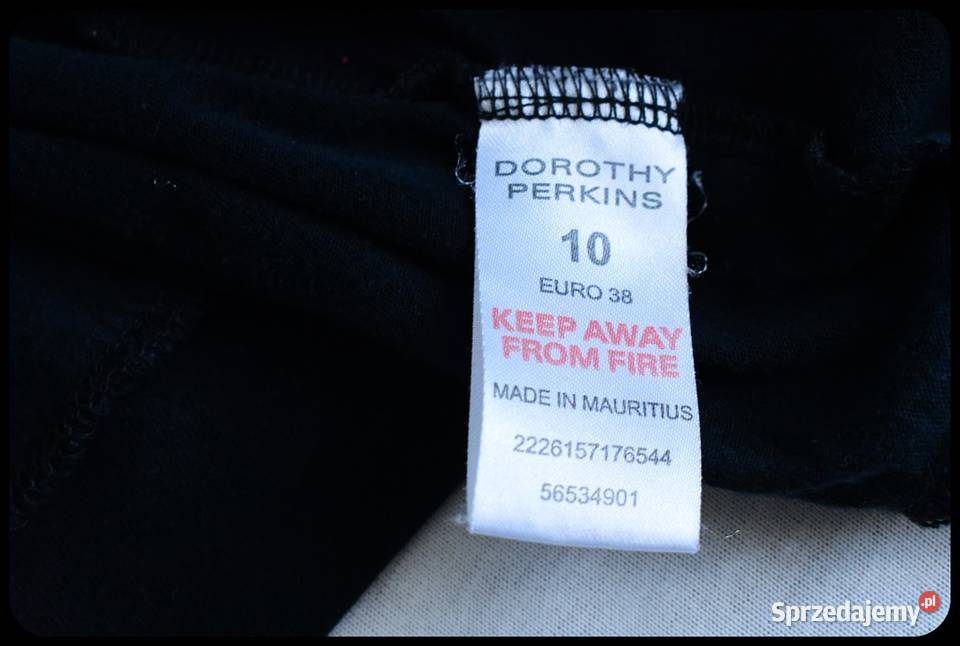 DOROTHY
PERKINS
10
EURO 38
KEEP AWAY
FROM FIRE
MADE IN MAURITIUS
2226157176544
56534901
Sprzedajemy.pl